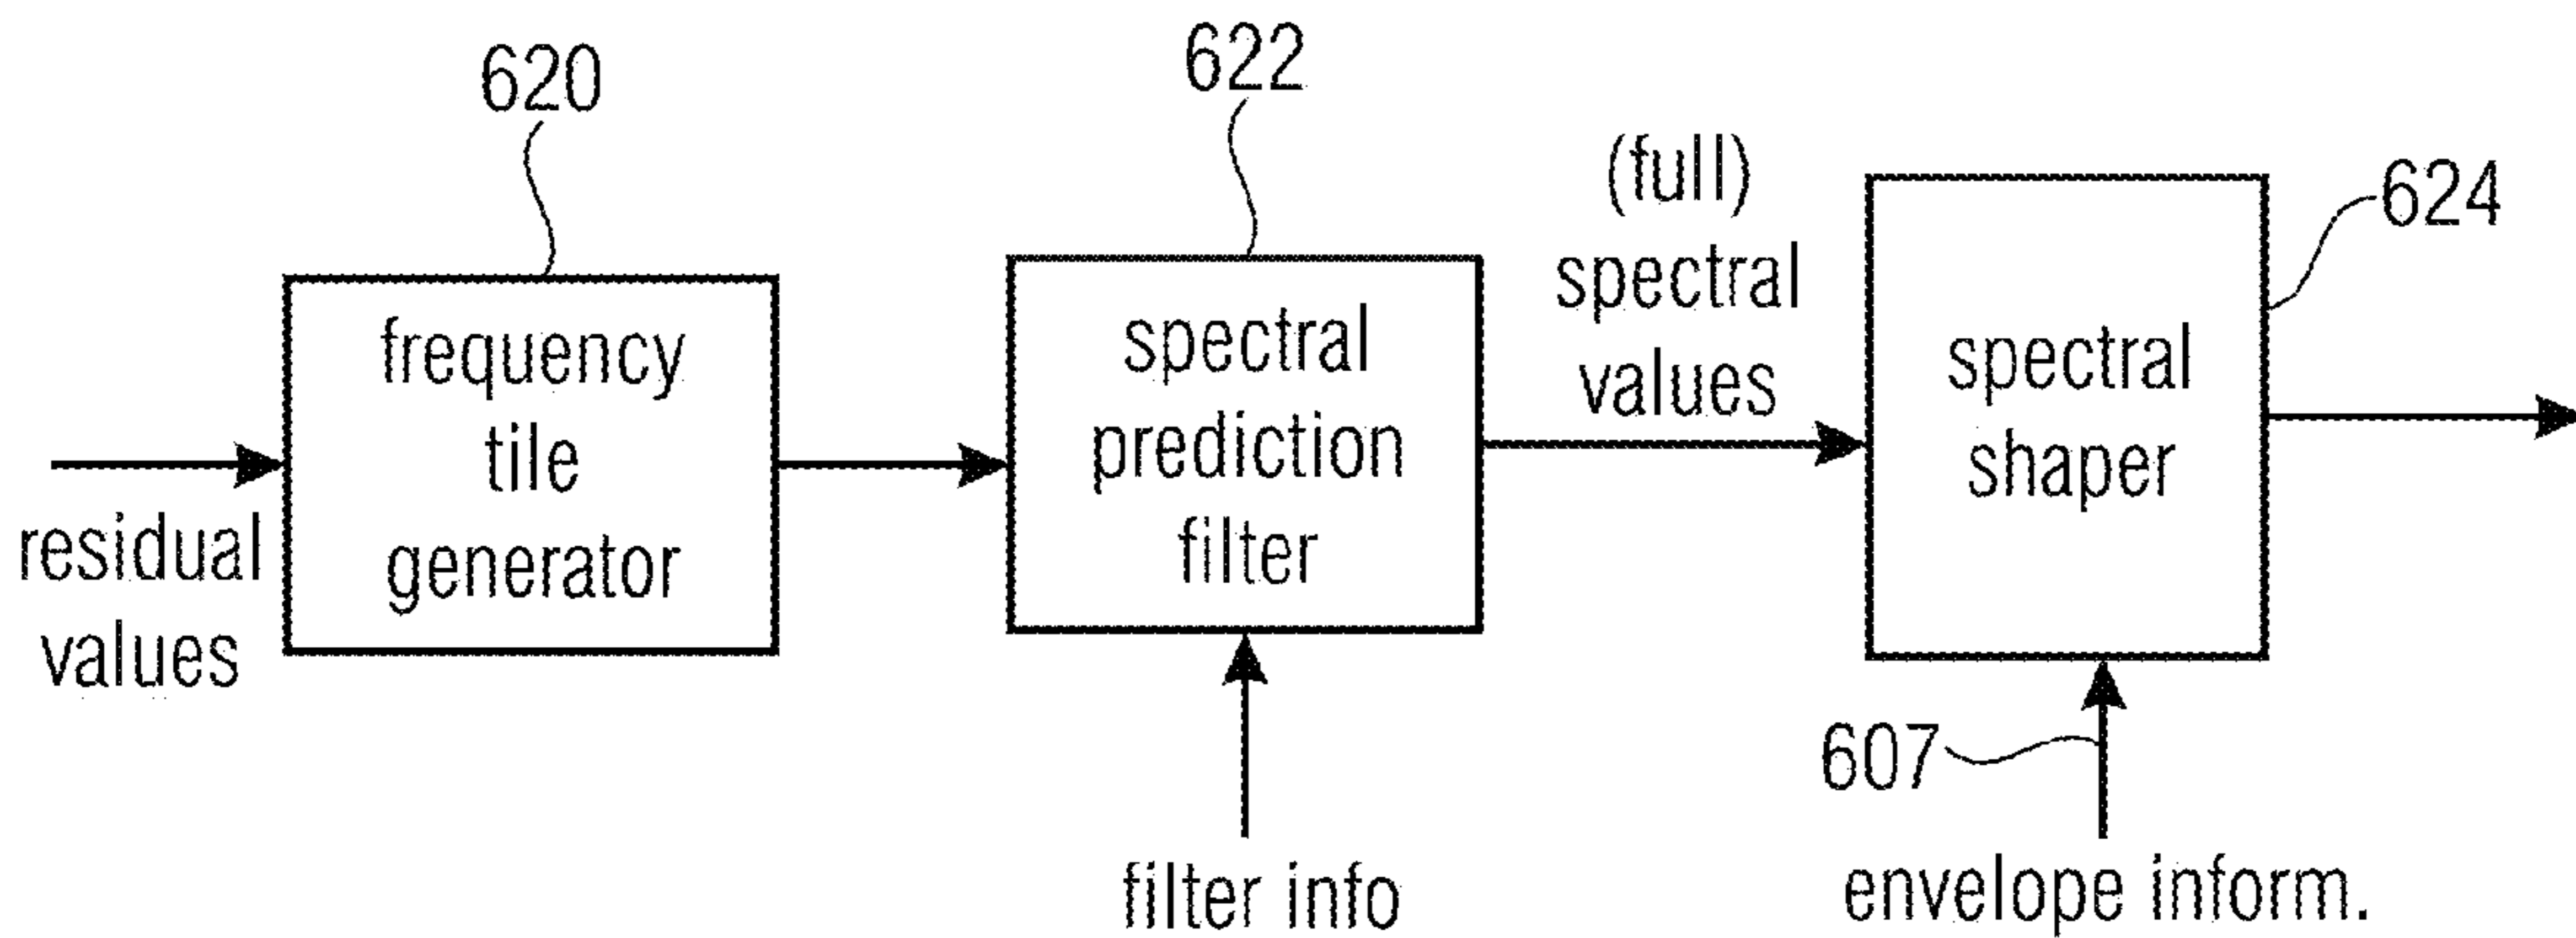 620
622
(full)
spectral
values
624
frequency
tile
generator
spectral
prediction
filter
spectral
shaper
residual
values
607
filter info
envelope inform.